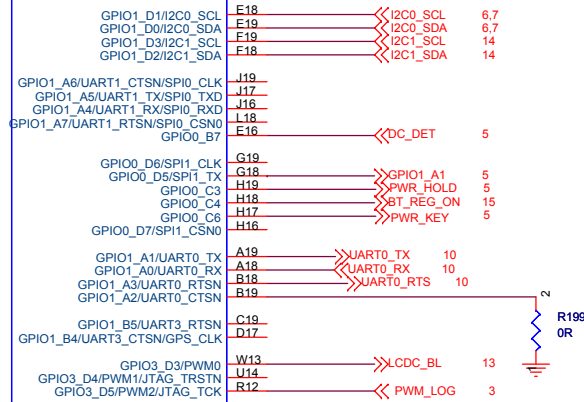 GPIO1_D1/I2C0_SCL E18 I2C0_SCL 6,7
GPIO1_D0/I2C0_SDA E19 I2C0_SDA 6,7
GPIO1_D3/I2C1_SCL F19 I2C1_SCL 14
GPIO1_D2/I2C1_SDA F18 I2C1_SDA 14
GPIO1_A6/UART1_CTSN/SPI0_CLK J19
GPIO1_A5/UART1_TX/SPI0_TXD J17
GPIO1_A4/UART1_RX/SPI0_RXD J16
GPIO1_A7/UART1_RTSN/SPI0_CSN0 L18
GPIO0_B7 E16 DC_DET 5
GPIO0_D6/SPI1_CLK G19
GPIO0_D5/SPI1_TX G18 GPIO1_A1 5
GPIO0_C3 H19 PWR_HOLD 5
GPIO0_C4 H18 BT_REG_ON 15
GPIO0_C6 H17 PWR_KEY 5
GPIO0_D7/SPI1_CSN0 H16
GPIO1_A1/UART0_TX A19 UART0_TX 10
GPIO1_A0/UART0_RX A18 UART0_RX 10
GPIO1_A3/UART0_RTSN B18 UART0_RTS 10
GPIO1_A2/UART0_CTSN B19 2
GPIO1_B5/UART3_RTSN C19 R199
GPIO1_B4/UART3_CTSN/GPS_CLK D17 0R
GPIO3_D3/PWM0 W13 LCDC_BL 13 1
GPIO3_D4/PWM1/JTAG_TRSTN U14
GPIO3_D5/PWM2/JTAG_TCK R12 PWM_LOG 3